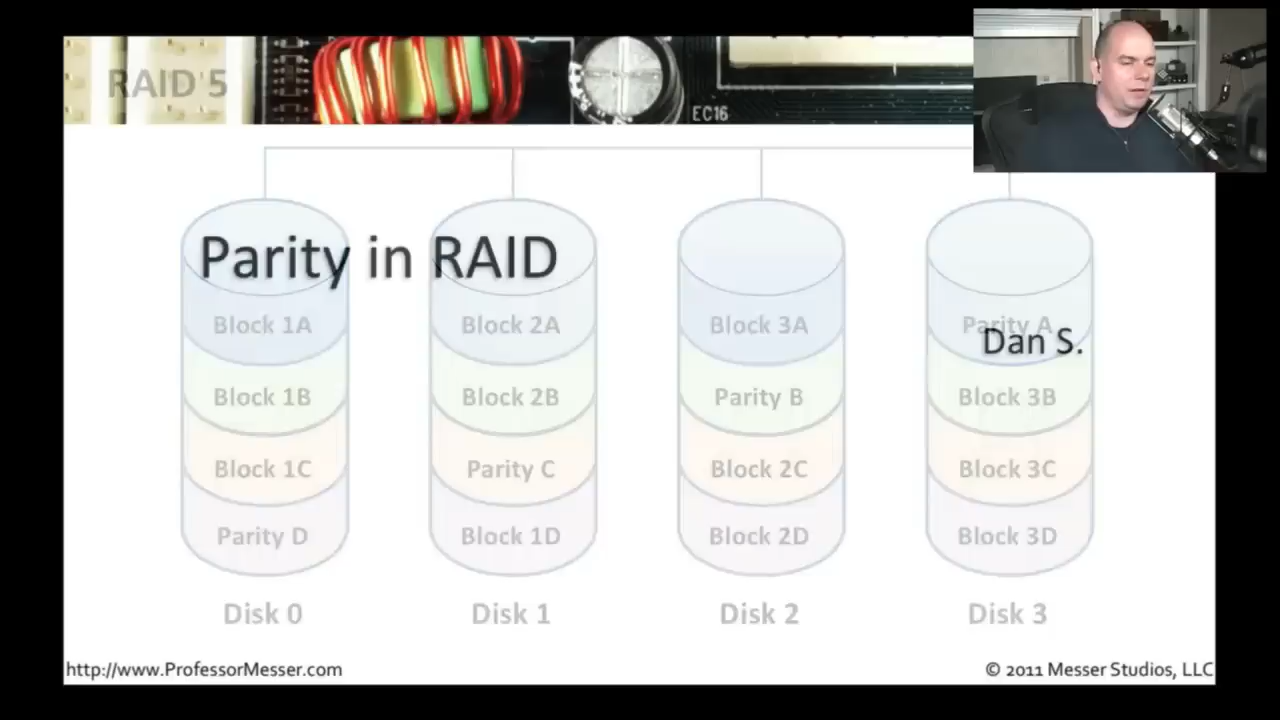 RAID 5
EC16
Parity in RAID
Block 1A Block 2A Block 3A Parity A
Dan S.
Block 1B Block 2B Parity B Block 3B
Block 1C Parity C Block 2C Block 3C
Parity D Block 1D Block 2D Block 3D
Disk 0 Disk 1 Disk 2 Disk 3
http://www.ProfessorMesser.com © 2011 Messer Studios, LLC